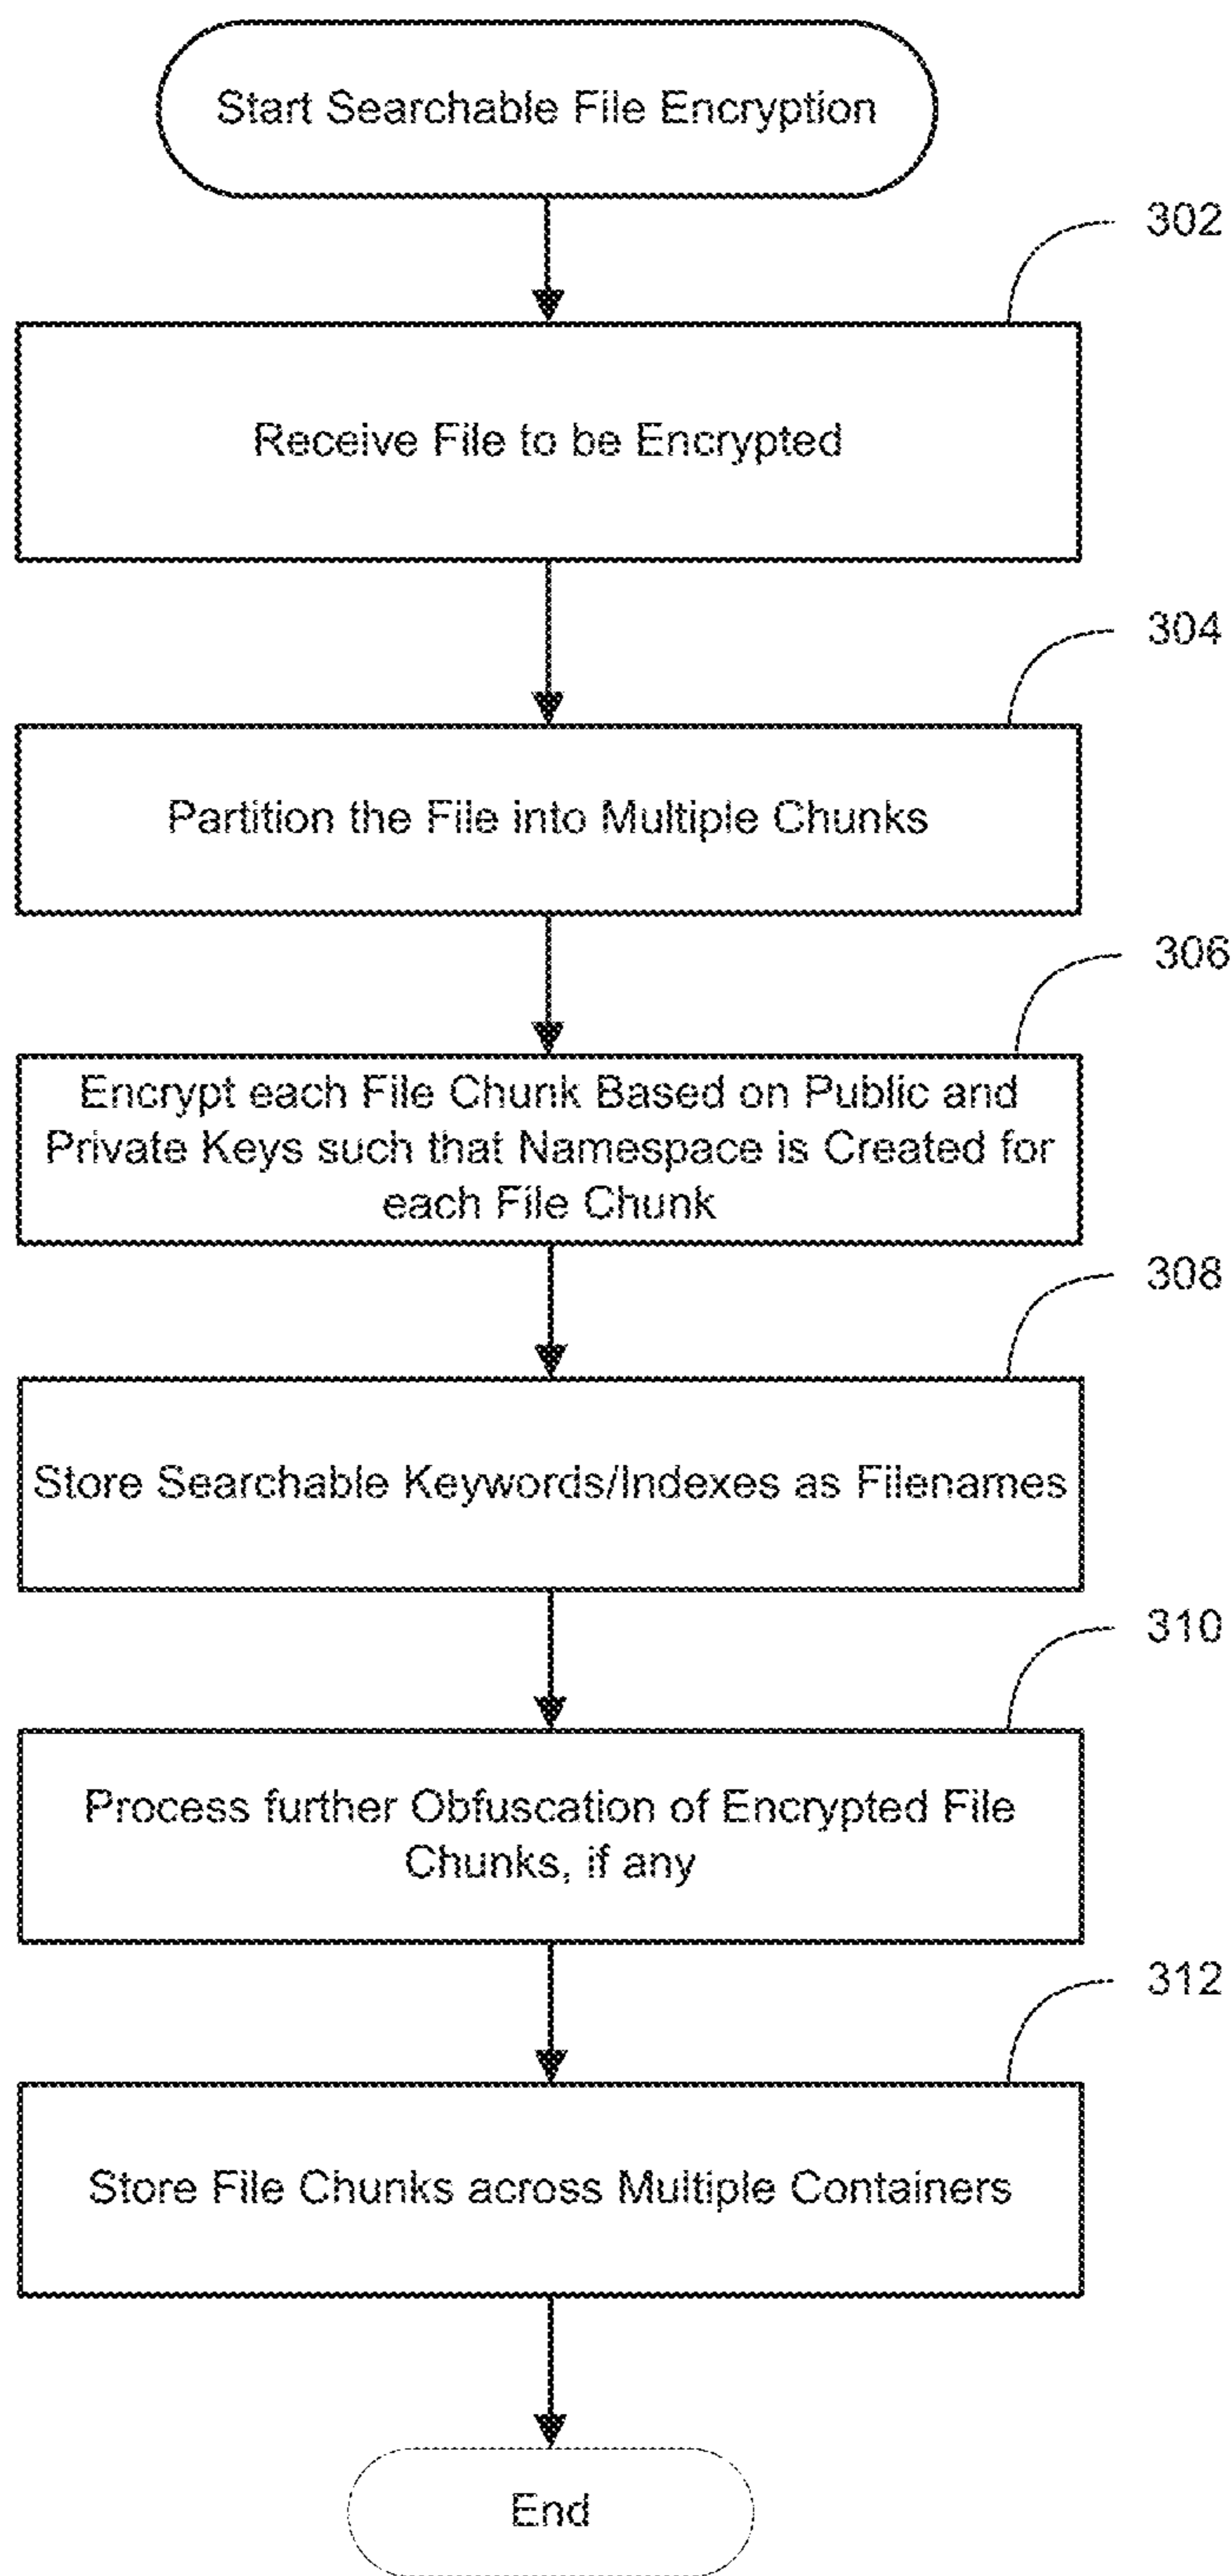 Start Searchable File Encryption
302
Receive File to be Encrypted
304
Partition the File into Multiple Chunks
306
Encrypt each File Chunk Based on Public and
Private Keys such that Namespace is Created for
each File Chunk
308
Store Searchable Keywords/Indexes as Filenames
310
Process further Obfuscation of Encrypted File
Chunks, if any
312
Store File Chunks across Multiple Containers
End